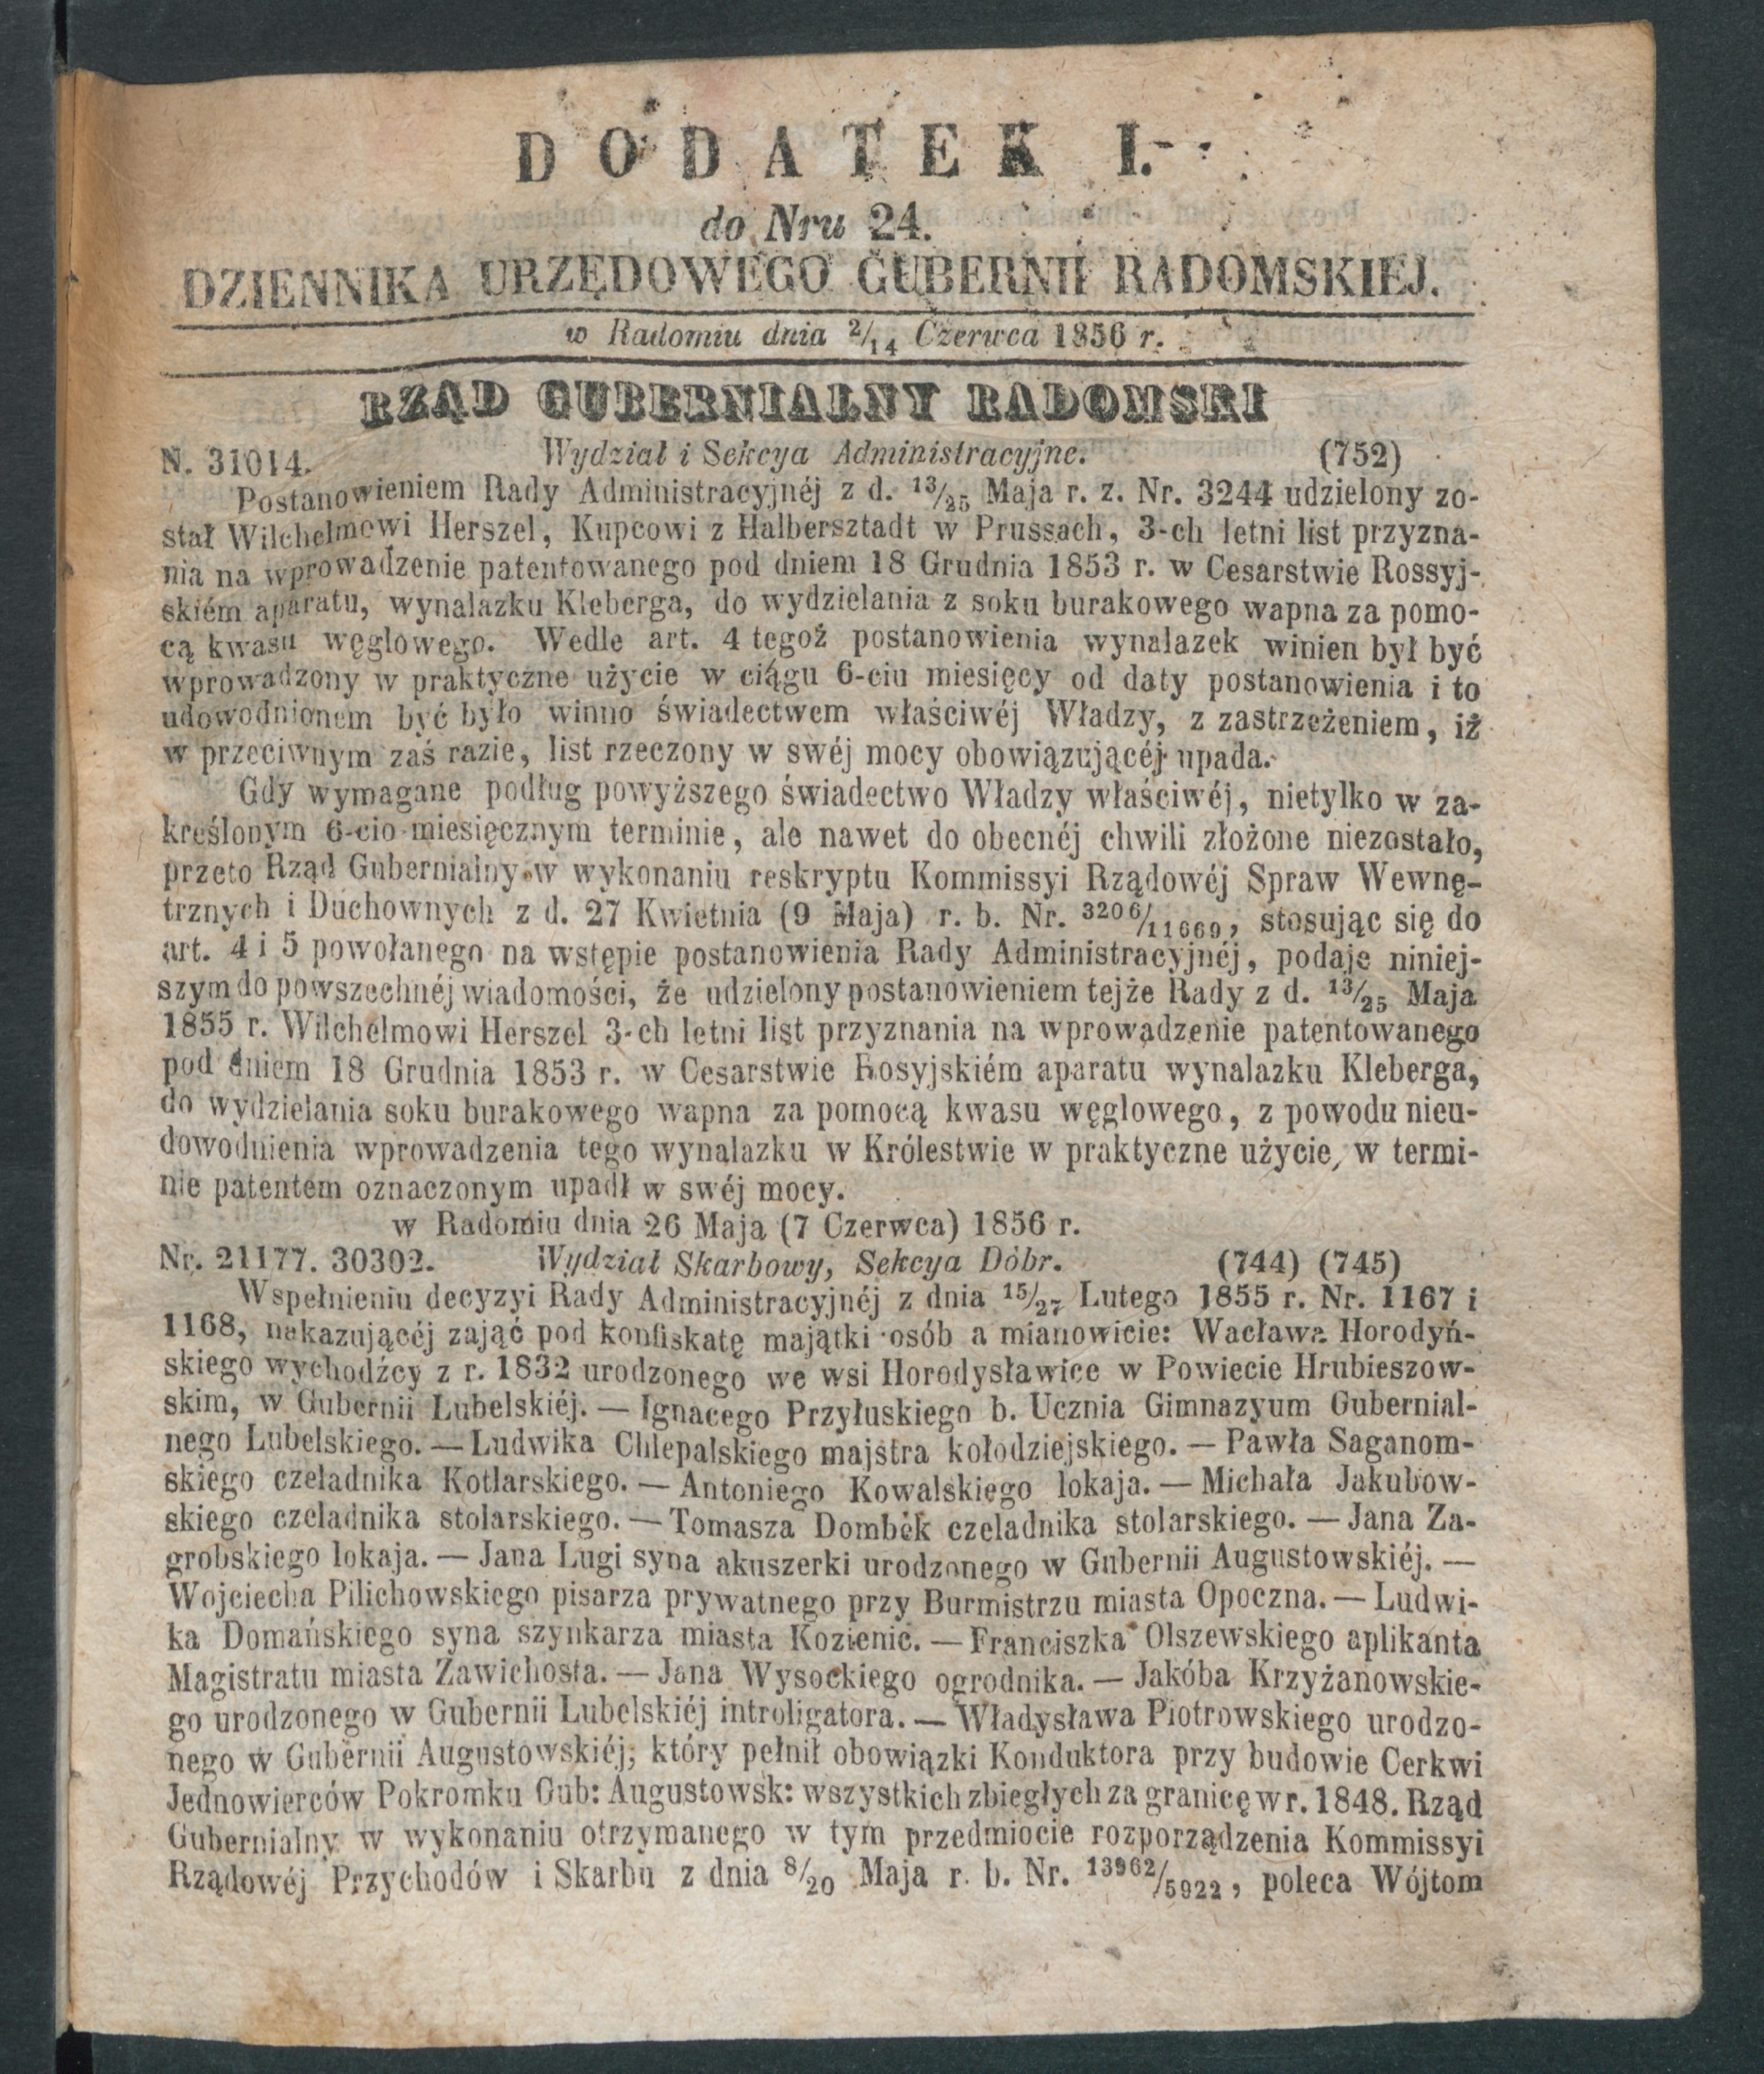 DODATEK I.
do Nru 24.
DZIENNIKA URZĘDOWEGO GUBERNII RADOMSKIEJ.
w Radomiu dnia 2/14 Czerwca 1856 r.
RZĄD GUBERNIALNY RADOMSKI
N. 31014. Wydział i Sekcya Administracyjne. (752)
Postanowieniem Rady Administracyjnéj z d. 13/25 Maja r. z. Nr. 3244 udzielony zo-
stał Wilchelmowi Herszel, Kupcowi z Halbersztadt w Prussach, 3-ch letni list przyzna-
nia na wprowadzenie patentowanego pod dniem 18 Grudnia 1853 r. w Cesarstwie Rossyj-
skiém aparatu, wynalazku Kleberga, do wydzielania z soku burakowego wapna za pomo-
cą kwasu węglowego. Wedle art. 4 tegoż postanowienia wynalazek winien był być
wprowadzony w praktyczne użycie w ciągu 6-ciu miesięcy od daty postanowienia i to
udowodnionem być było winno świadectwem właściwéj Władzy, z zastrzeżeniem, iż
w przeciwnym zaś razie, list rzeczony w swéj mocy obowiązującéj upada.
Gdy wymagane podług powyższego świadectwo Władzy właściwéj, nietylko w za-
kreślonym 6-cio miesięcznym terminie, ale nawet do obecnéj chwili złożone niezostało,
przeto Rząd Gubernialny w wykonaniu reskryptu Kommissyi Rządowéj Spraw Wewnę-
trznych i Duchownych z d. 27 Kwietnia (9 Maja) r. b. Nr. 3206/11669, stosując się do
art. 4 i 5 powołanego na wstępie postanowienia Rady Administracyjnéj, podaje niniej-
szym do powszechnéj wiadomości, że udzielony postanowieniem tejże Rady z d. 13/25 Maja
1855 r. Wilchelmowi Herszel 3-ch letni list przyznania na wprowadzenie patentowanego
pod dniem 18 Grudnia 1853 r. w Cesarstwie Rosyjskiém aparatu wynalazku Kleberga,
do wydzielania soku burakowego wapna za pomocą kwasu węglowego, z powodu nieu-
dowodnienia wprowadzenia tego wynalazku w Królestwie w praktyczne użycie, w termi-
nie patentem oznaczonym upadł w swéj mocy.
w Radomiu dnia 26 Maja (7 Czerwca) 1856 r.
Nr. 21177. 30302. Wydział Skarbowy, Sekcya Dóbr. (744) (745)
Wspełnieniu decyzyi Rady Administracyjnéj z dnia 15/27 Lutego 1855 r. Nr. 1167 i
1168, nakazującéj zająć pod konfiskatę majątki osób a mianowicie: Wacława Horodyń-
skiego wychodźcy z r. 1832 urodzonego we wsi Horodysławice w Powiecie Hrubieszow-
skim, w Gubernii Lubelskiéj. — Ignacego Przyłuskiego b. Ucznia Gimnazyum Gubernial-
nego Lubelskiego. — Ludwika Chlepalskiego majstra kołodziejskiego. — Pawła Saganom-
skiego czeladnika Kotlarskiego. — Antoniego Kowalskiego lokaja. — Michała Jakubow-
skiego czeladnika stolarskiego. — Tomasza Dombek czeladnika stolarskiego. — Jana Za-
grobskiego lokaja. — Jana Lugi syna akuszerki urodzonego w Gubernii Augustowskiéj. —
Wojciecha Pilichowskiego pisarza prywatnego przy Burmistrzu miasta Opoczna. — Ludwi-
ka Domańskiego syna szynkarza miasta Kozienic. — Franciszka Olszewskiego aplikanta
Magistratu miasta Zawichosta. — Jana Wysockiego ogrodnika. — Jakóba Krzyżanowskie-
go urodzonego w Gubernii Lubelskiéj introligatora. — Władysława Piotrowskiego urodzo-
nego w Gubernii Augustowskiéj; który pełnił obowiązki Konduktora przy budowie Cerkwi
Jednowierców Pokromku Gub: Augustowsk: wszystkich zbiegłych za granicę w r. 1848. Rząd
Gubernialny w wykonaniu otrzymanego w tym przedmiocie rozporządzenia Kommissyi
Rządowéj Przychodów i Skarbu z dnia 8/20 Maja r. b. Nr. 13962/5922, poleca Wójtom